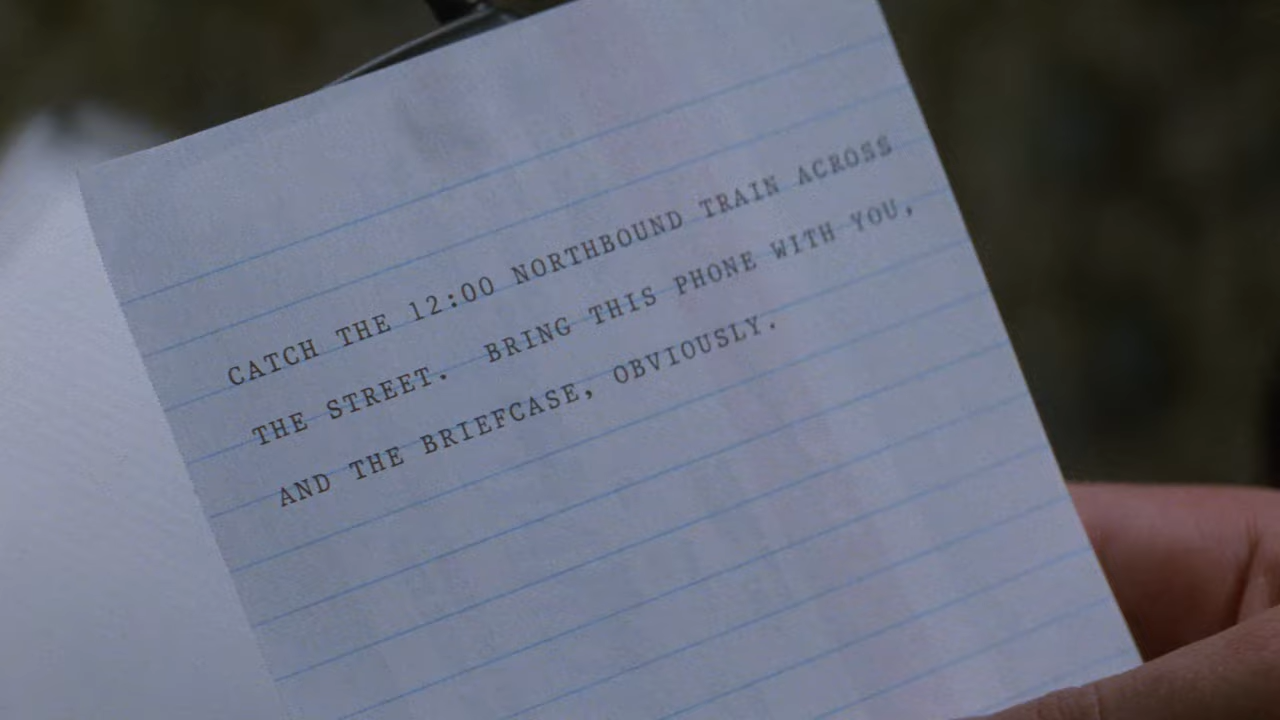 CATCH THE 12:00 NORTHBOUND TRAIN ACROSS
THE STREET.  BRING THIS PHONE WITH YOU,
AND THE BRIEFCASE, OBVIOUSLY.